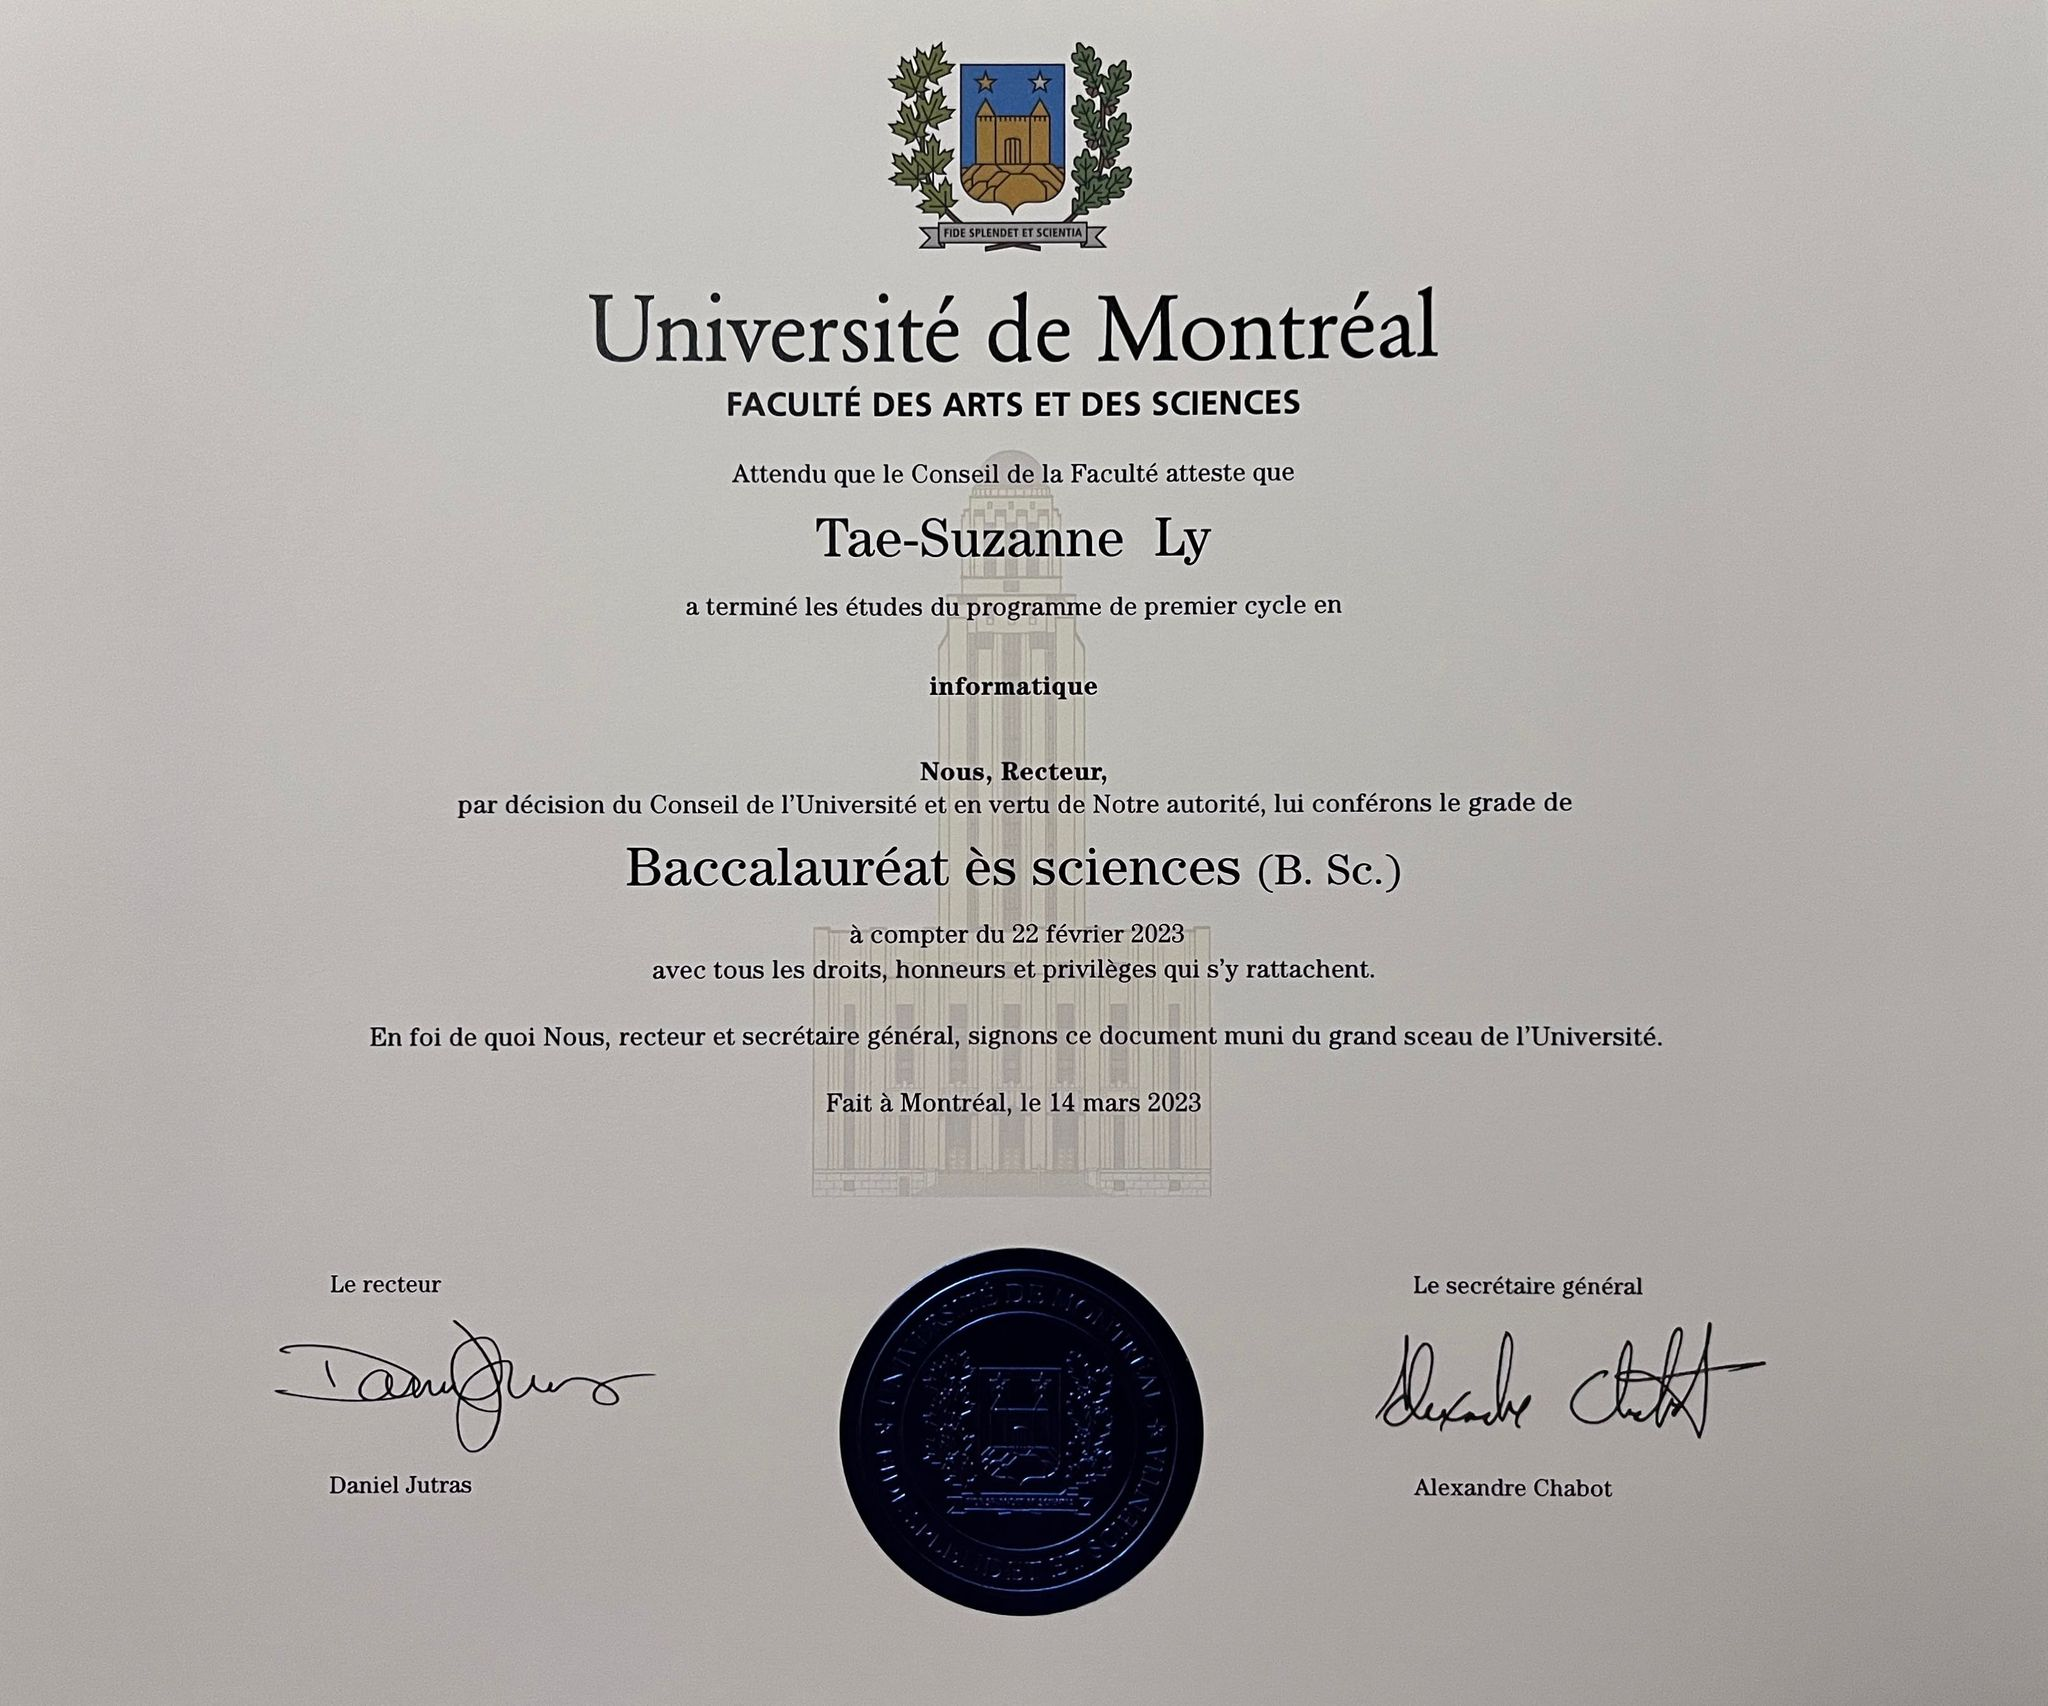 FIDE SPLENDET ET SCIENTIA
Université de Montréal
FACULTÉ DES ARTS ET DES SCIENCES
Attendu que le Conseil de la Faculté atteste que
Tae-Suzanne Ly
a terminé les études du programme de premier cycle en
informatique
Nous, Recteur,
par décision du Conseil de l'Université et en vertu de Notre autorité, lui conférons le grade de
Baccalauréat ès sciences (B. Sc.)
à compter du 22 février 2023
avec tous les droits, honneurs et privilèges qui s'y rattachent.
En foi de quoi Nous, recteur et secrétaire général, signons ce document muni du grand sceau de l'Université.
Fait à Montréal, le 14 mars 2023
Le recteur
Daniel Jutras
UNIVERSITÉ DE MONTRÉAL
FIDE SPLENDET ET SCIENTIA
Le secrétaire général
Alexandre Chabot
Alexandre Chabot